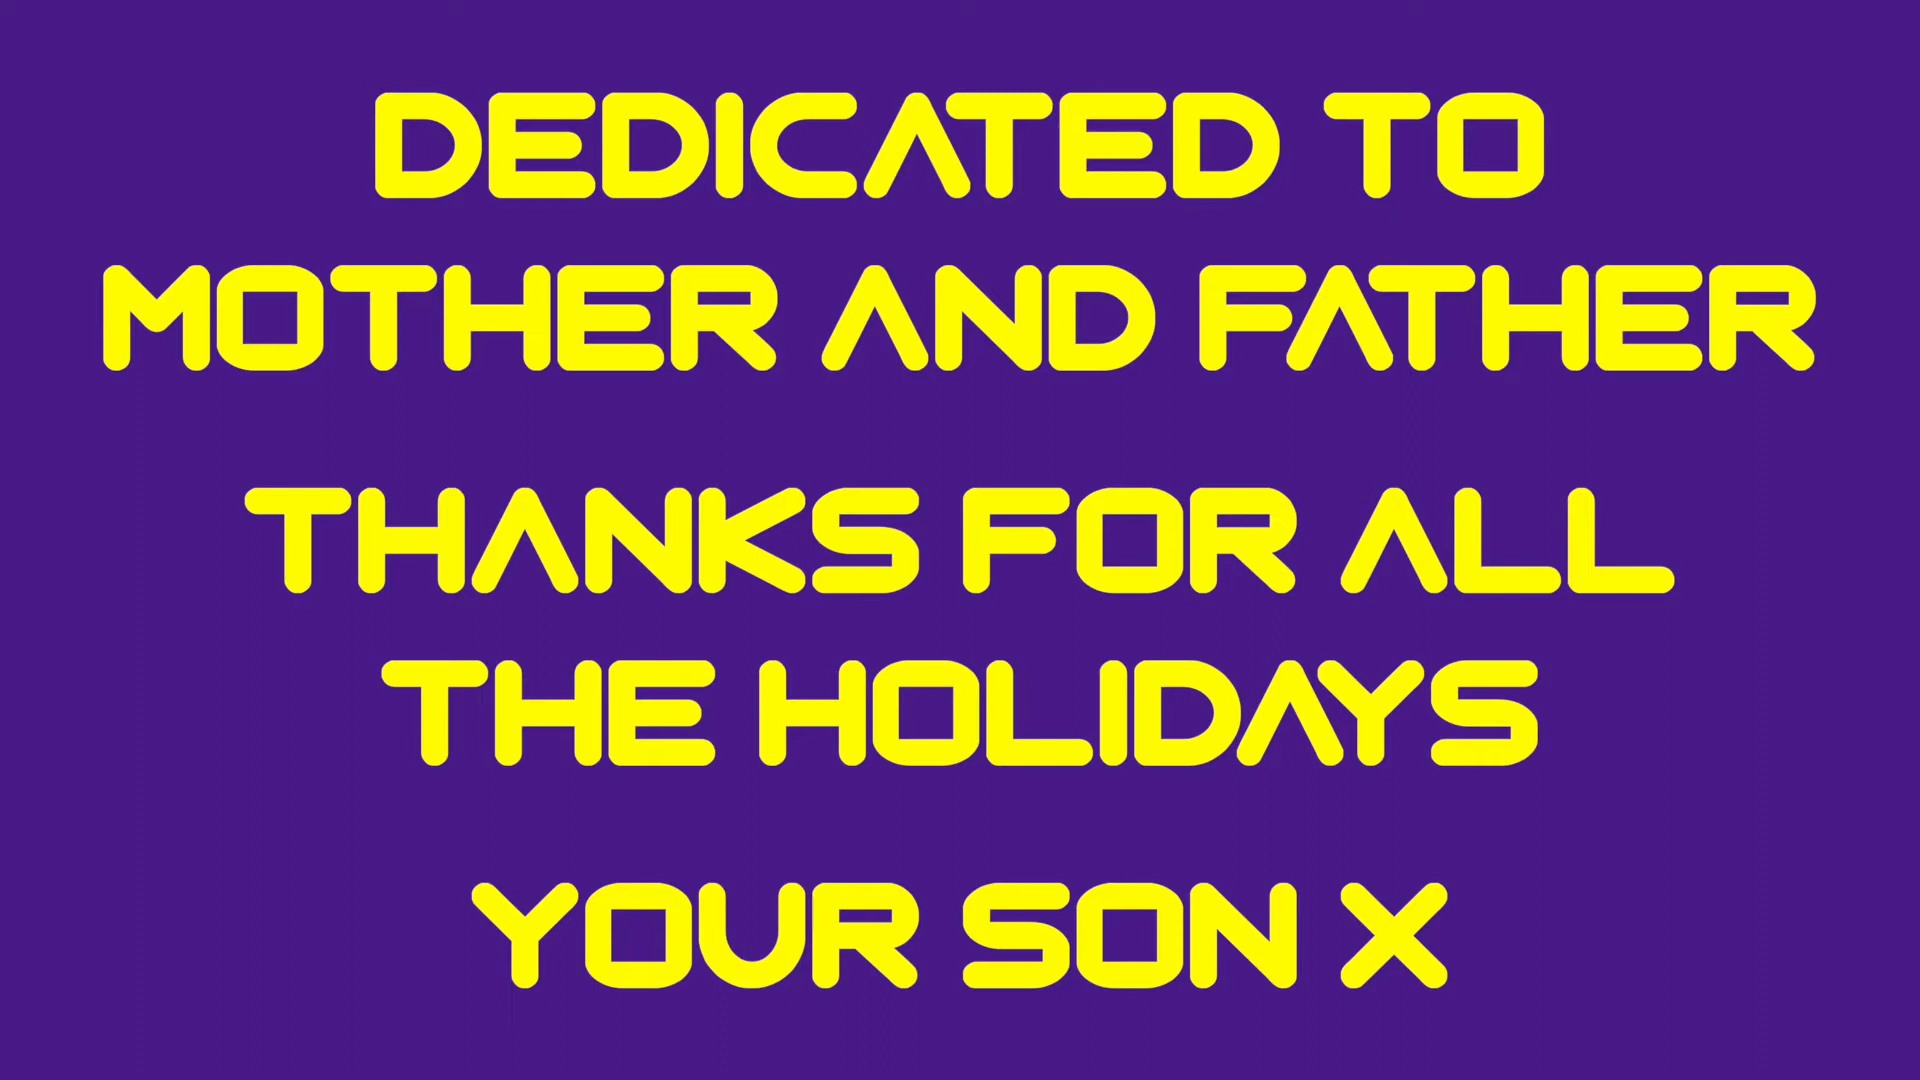 DEDICATED TO
MOTHER AND FATHER
THANKS FOR ALL
THE HOLIDAYS
YOUR SON X